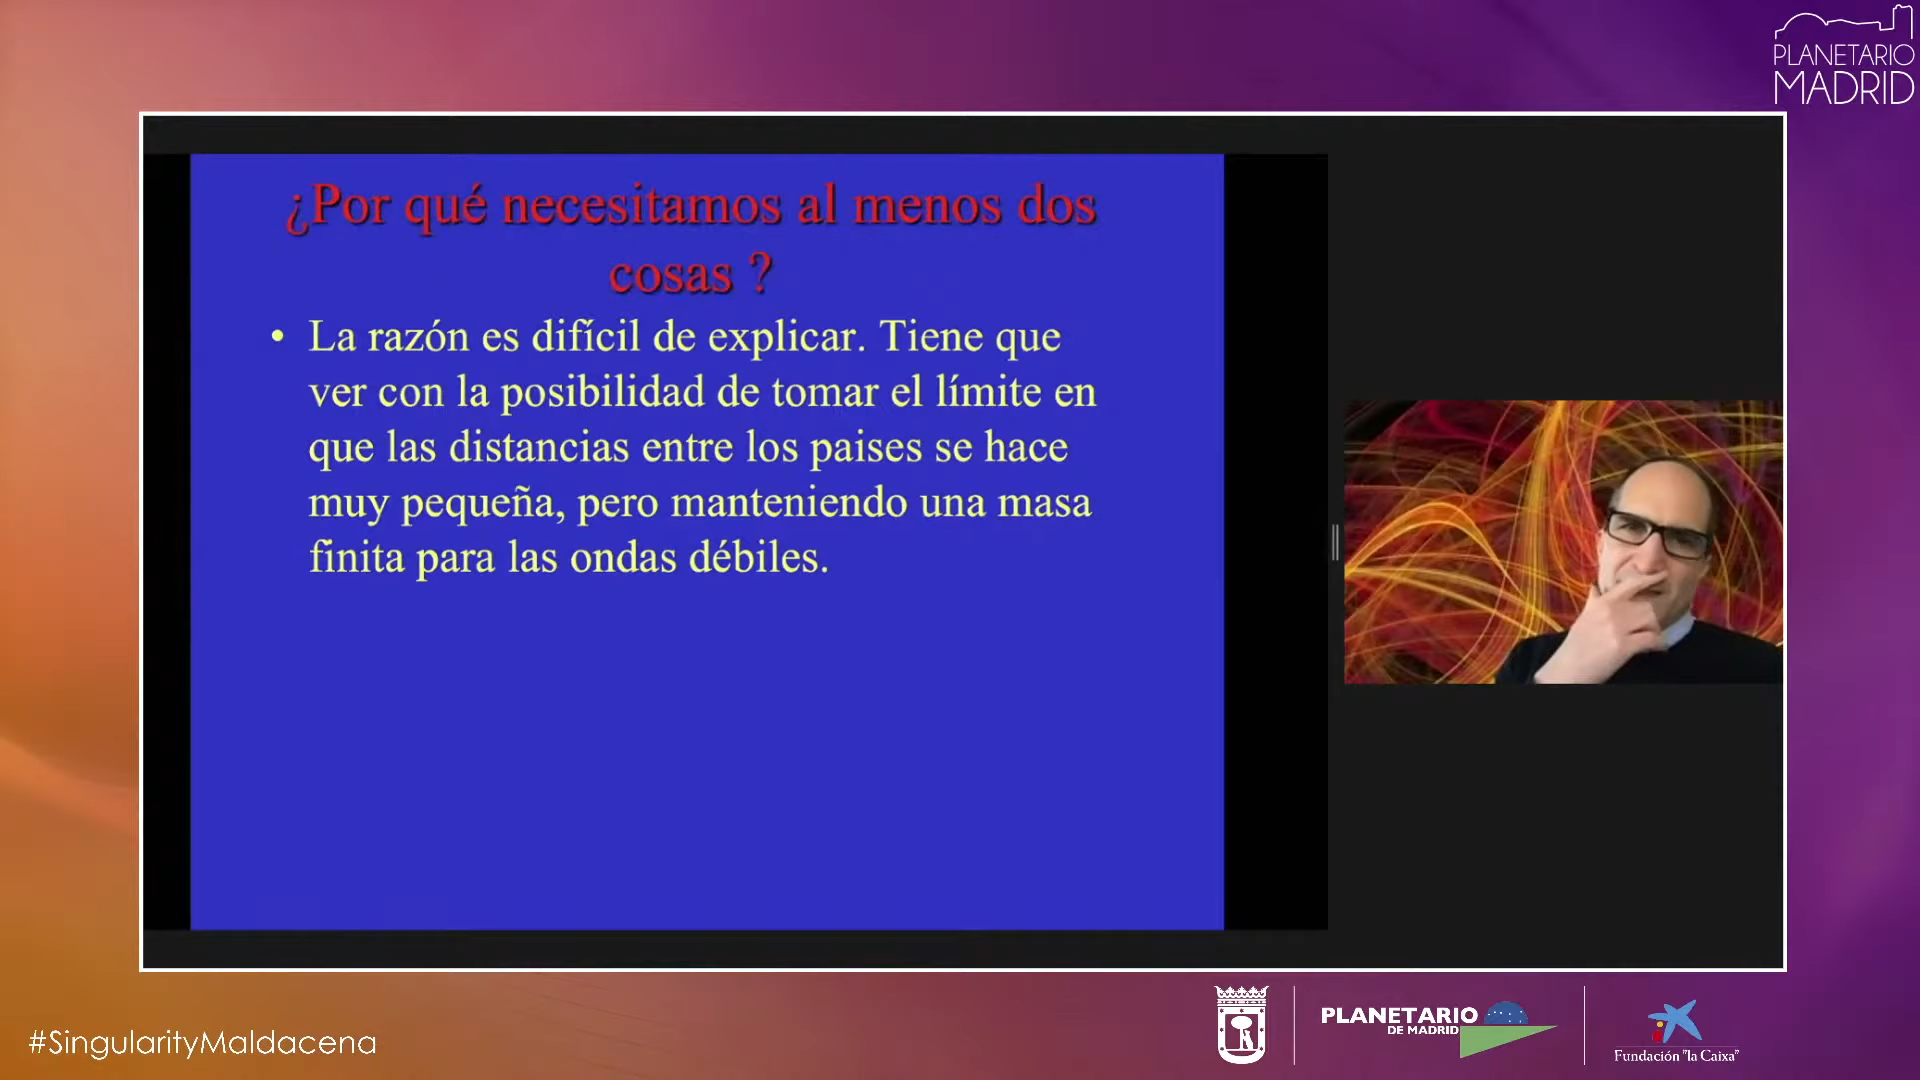 PLANETARIO
MADRID
¿Por qué necesitamos al menos dos
cosas ?
• La razón es difícil de explicar. Tiene que
ver con la posibilidad de tomar el límite en
que las distancias entre los paises se hace
muy pequeña, pero manteniendo una masa
finita para las ondas débiles.
#SingularityMaldacena
PLANETARIO
DE MADRID
Fundación "la Caixa"